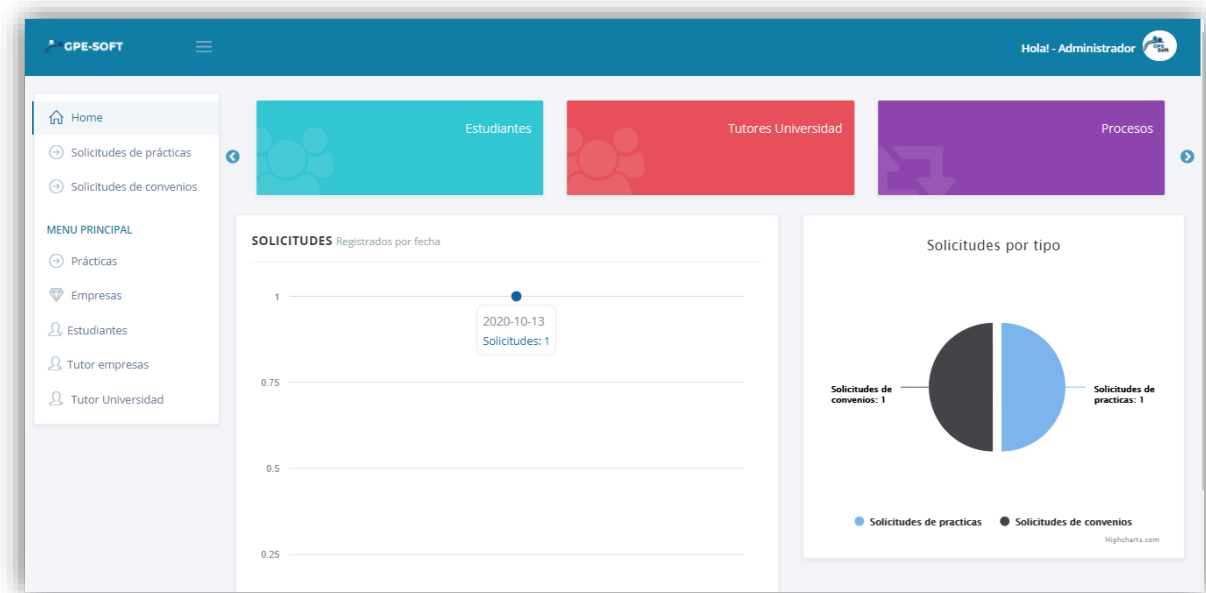 GPE-SOFT
Hola! - Administrador
GPE
Soft
Home
Solicitudes de prácticas
Solicitudes de convenios
MENU PRINCIPAL
Prácticas
Empresas
Estudiantes
Tutor empresas
Tutor Universidad
Estudiantes
Tutores Universidad
Procesos
SOLICITUDES Registrados por fecha
1
2020-10-13
Solicitudes: 1
0.75
0.5
0.25
Solicitudes por tipo
Solicitudes de
convenios: 1
Solicitudes de
practicas: 1
Solicitudes de practicas
Solicitudes de convenios
Highcharts.com